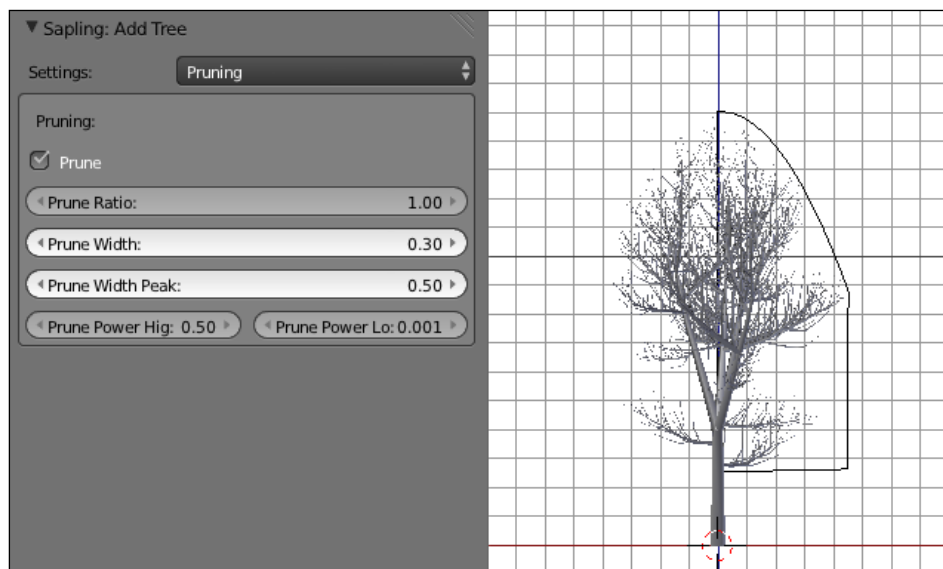 Sapling: Add Tree
Settings: Pruning
Pruning:
Prune
Prune Ratio: 1.00
Prune Width: 0.30
Prune Width Peak: 0.50
Prune Power Hig: 0.50 Prune Power Lo: 0.001